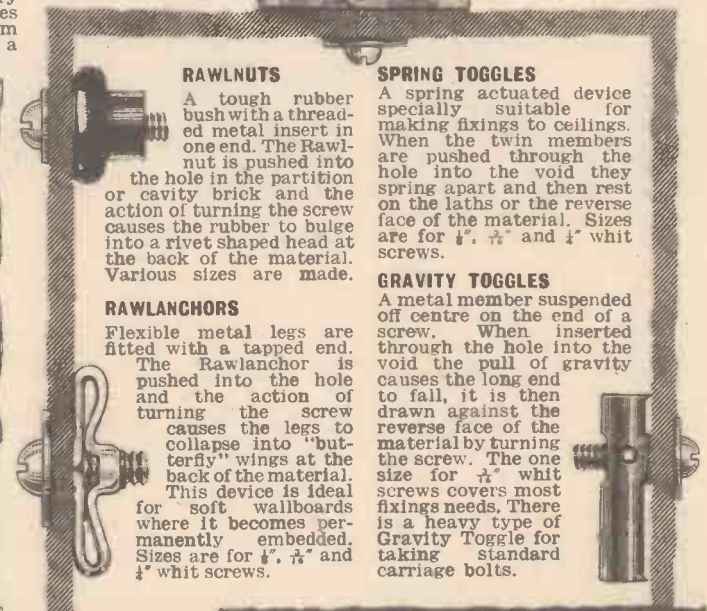 es
m
a
RAWLNUTS
A tough rubber
bush with a thread-
ed metal insert in
one end. The Rawl-
nut is pushed into
the hole in the partition
or cavity brick and the
action of turning the screw
causes the rubber to bulge
into a rivet shaped head at
the back of the material.
Various sizes are made.
RAWLANCHORS
Flexible metal legs are
fitted with a tapped end.
The Rawlanchor is
pushed into the hole
and the action of
turning the screw
causes the legs to
collapse into "but-
terfly" wings at the
back of the material.
This device is ideal
for soft wallboards
where it becomes per-
manently embedded.
Sizes are for ⅛", 3/16" and
¼" whit screws.
SPRING TOGGLES
A spring actuated device
specially suitable for
making fixings to ceilings.
When the twin members
are pushed through the
hole into the void they
spring apart and then rest
on the laths or the reverse
face of the material. Sizes
are for ⅛", 3/16" and ¼" whit
screws.
GRAVITY TOGGLES
A metal member suspended
off centre on the end of a
screw. When inserted
through the hole into the
void the pull of gravity
causes the long end
to fall, it is then
drawn against the
reverse face of the
material by turning
the screw. The one
size for 3/16" whit
screws covers most
fixings needs. There
is a heavy type of
Gravity Toggle for
taking standard
carriage bolts.